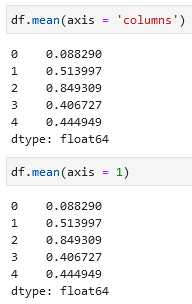 df.mean(axis = 'columns')
0    0.088290
1    0.513997
2    0.849309
3    0.406727
4    0.444949
dtype: float64
df.mean(axis = 1)
0    0.088290
1    0.513997
2    0.849309
3    0.406727
4    0.444949
dtype: float64